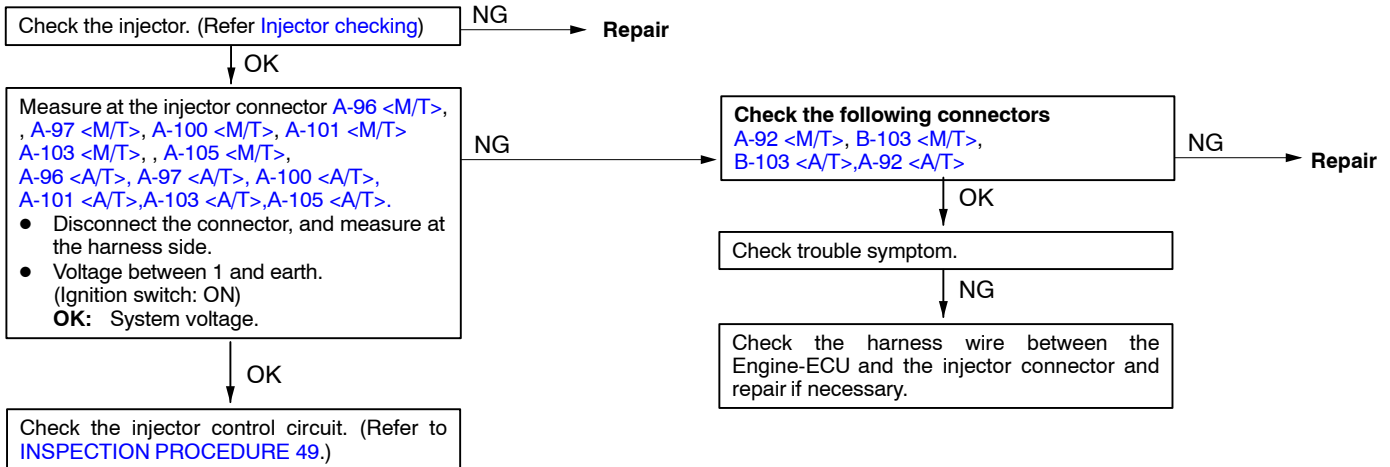 Check the injector. (Refer Injector checking)
NG
Repair
OK
Measure at the injector connector A-96 <M/T>,
, A-97 <M/T>, A-100 <M/T>, A-101 <M/T>
A-103 <M/T>, , A-105 <M/T>,
A-96 <A/T>, A-97 <A/T>, A-100 <A/T>,
A-101 <A/T>,A-103 <A/T>,A-105 <A/T>.
● Disconnect the connector, and measure at
the harness side.
● Voltage between 1 and earth.
(Ignition switch: ON)
OK: System voltage.
NG
Check the following connectors
A-92 <M/T>, B-103 <M/T>,
B-103 <A/T>,A-92 <A/T>
NG
Repair
OK
Check trouble symptom.
NG
Check the harness wire between the
Engine-ECU and the injector connector and
repair if necessary.
OK
Check the injector control circuit. (Refer to
INSPECTION PROCEDURE 49.)